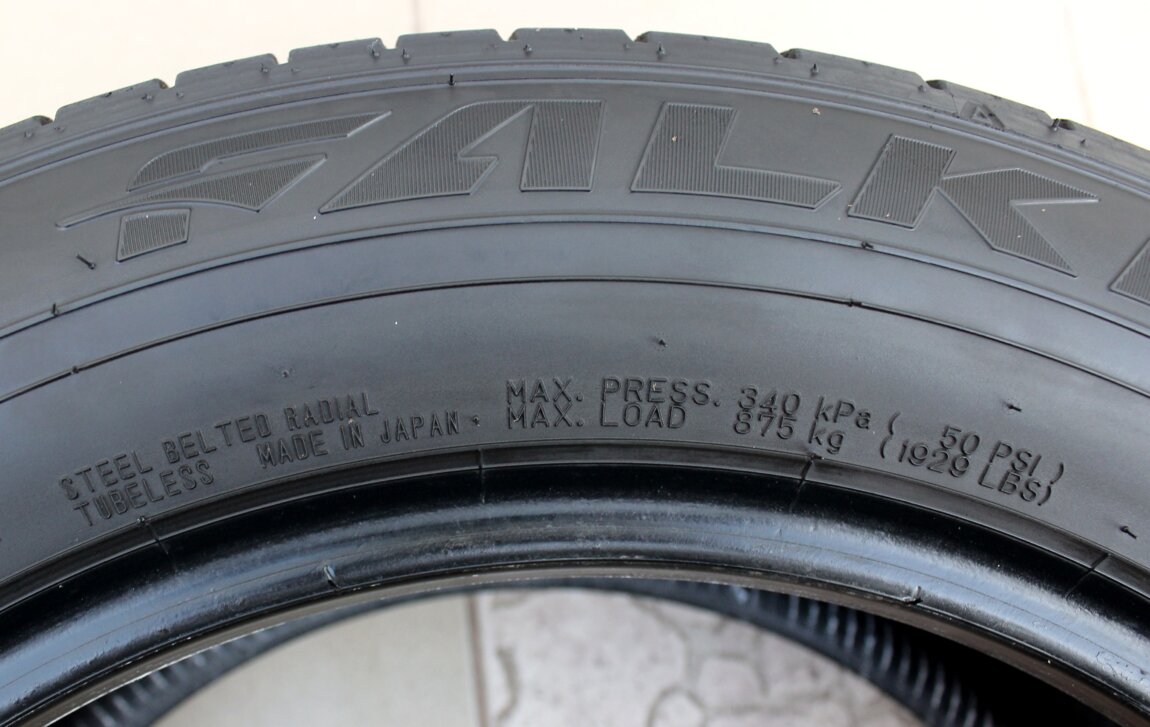 FALK
STEEL BELTED RADIAL
TUBELESS MADE IN JAPAN.
MAX. PRESS. 340 kPa ( 50 PSI.)
MAX. LOAD 875 kg (1929 LBS)